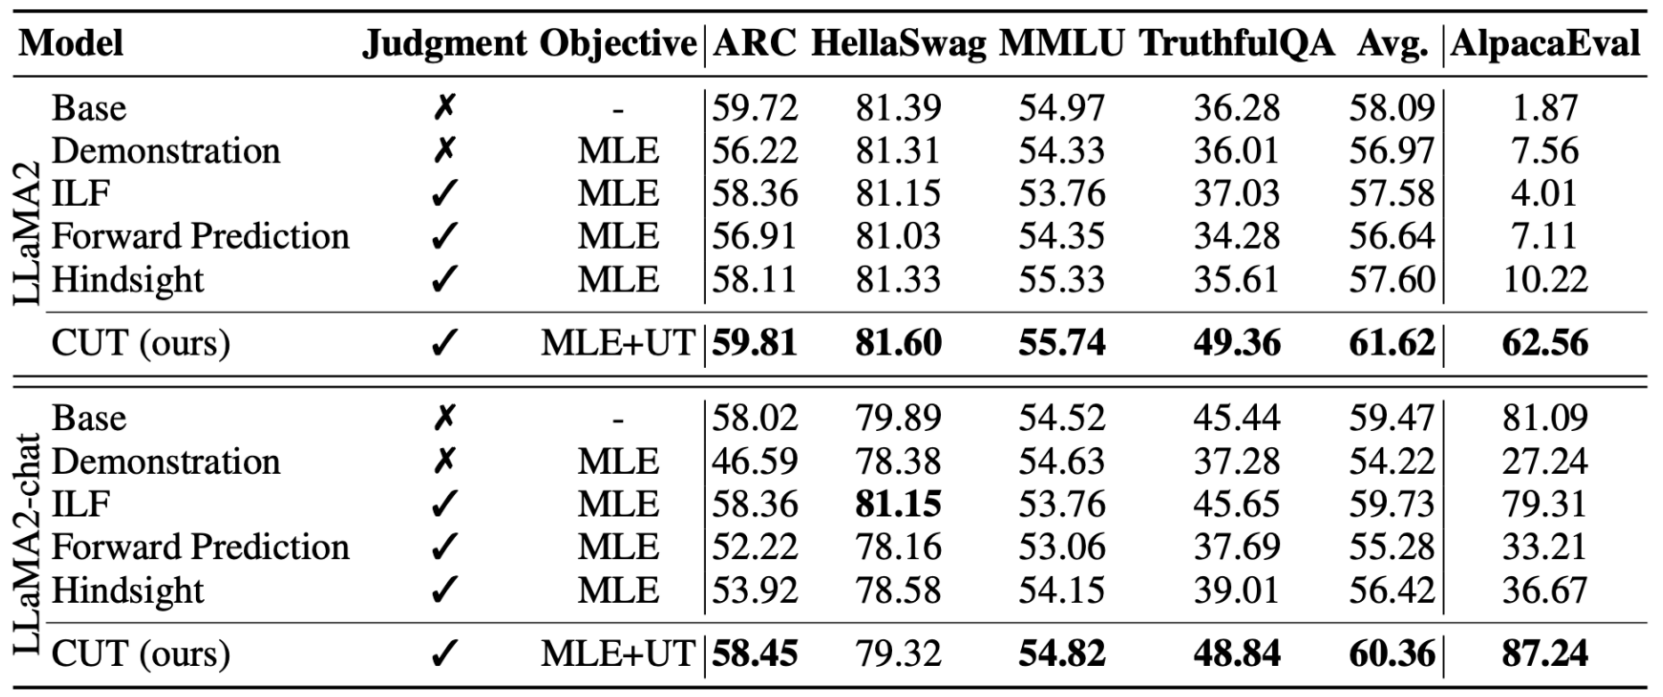 Model Judgment Objective ARC HellaSwag MMLU TruthfulQA Avg. AlpacaEval
LLaMA2
Base ✗ - 59.72 81.39 54.97 36.28 58.09 1.87
Demonstration ✗ MLE 56.22 81.31 54.33 36.01 56.97 7.56
ILF ✓ MLE 58.36 81.15 53.76 37.03 57.58 4.01
Forward Prediction ✓ MLE 56.91 81.03 54.35 34.28 56.64 7.11
Hindsight ✓ MLE 58.11 81.33 55.33 35.61 57.60 10.22
CUT (ours) ✓ MLE+UT 59.81 81.60 55.74 49.36 61.62 62.56
LLaMA2-chat
Base ✗ - 58.02 79.89 54.52 45.44 59.47 81.09
Demonstration ✗ MLE 46.59 78.38 54.63 37.28 54.22 27.24
ILF ✓ MLE 58.36 81.15 53.76 45.65 59.73 79.31
Forward Prediction ✓ MLE 52.22 78.16 53.06 37.69 55.28 33.21
Hindsight ✓ MLE 53.92 78.58 54.15 39.01 56.42 36.67
CUT (ours) ✓ MLE+UT 58.45 79.32 54.82 48.84 60.36 87.24